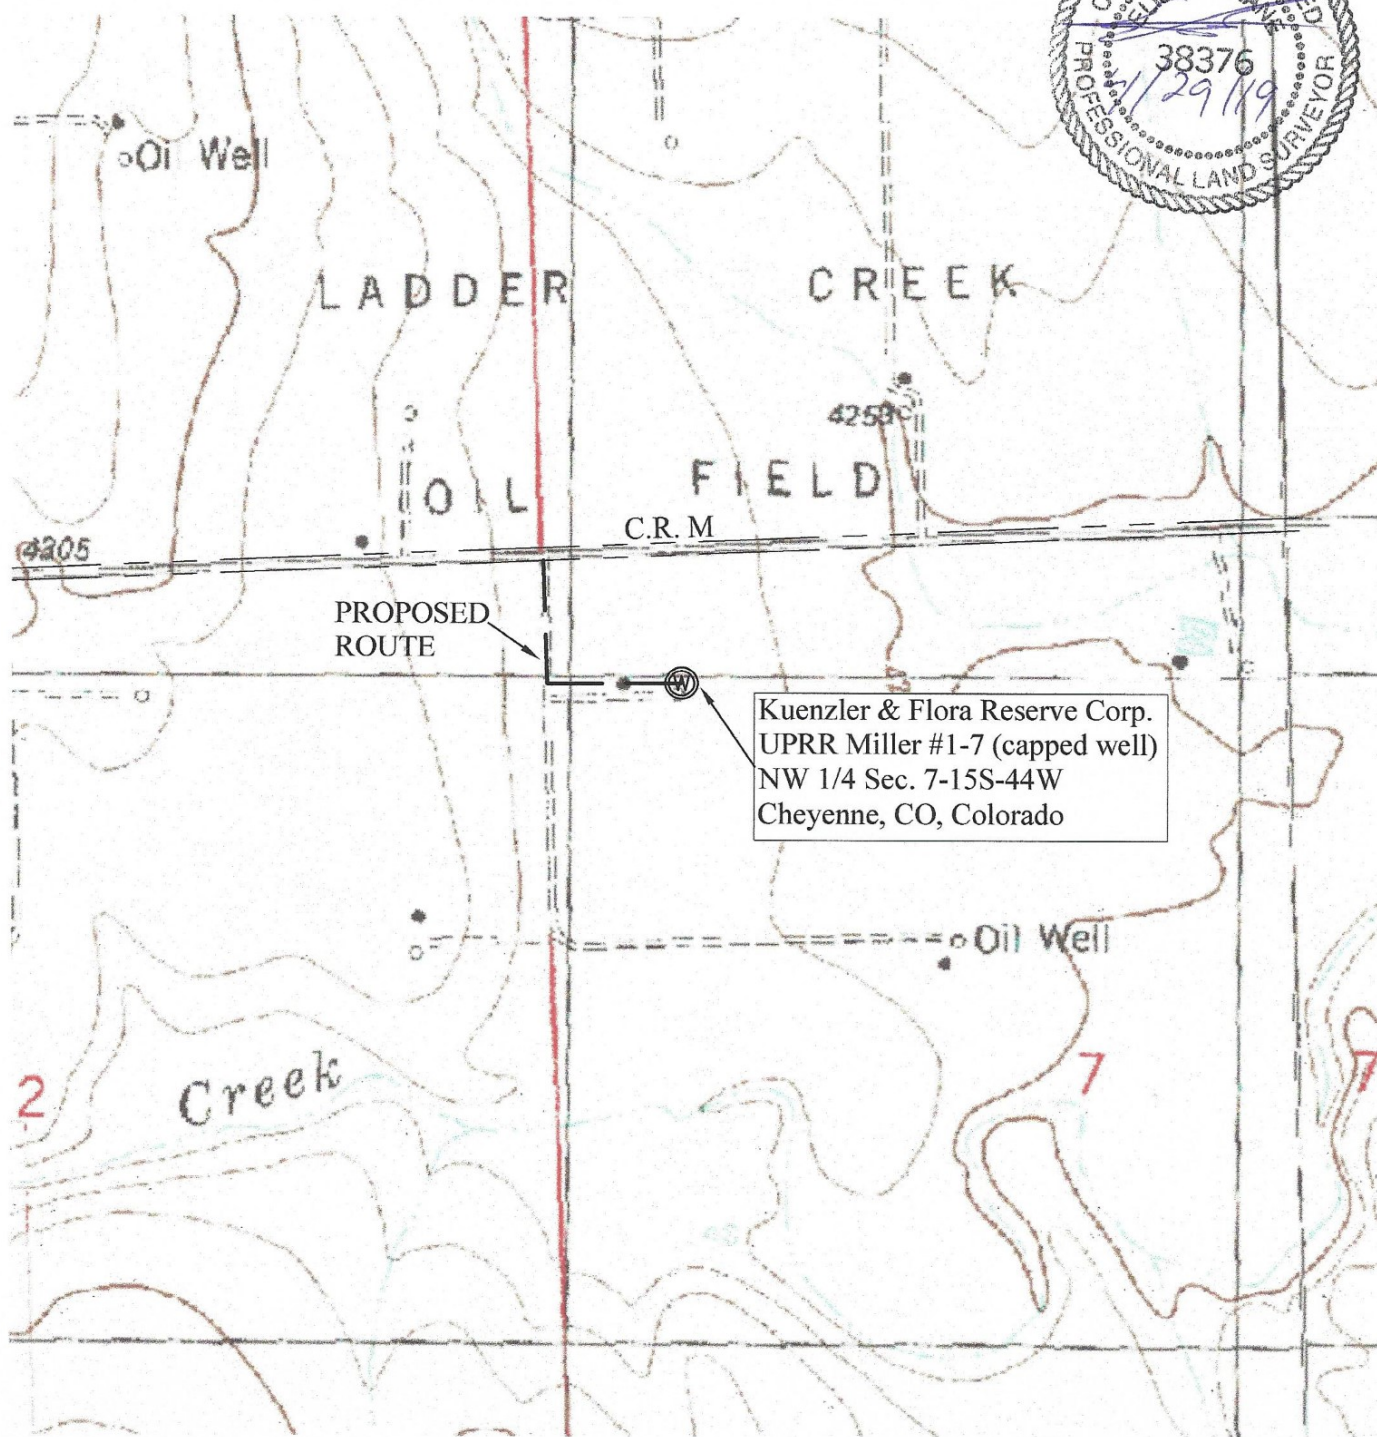 38376
1/29/19
PROFESSIONAL LAND SURVEYOR
Oil Well
LADDER CREEK
4253
OIL FIELD
C.R. M
4205
PROPOSED
ROUTE
W
Kuenzler & Flora Reserve Corp.
UPRR Miller #1-7 (capped well)
NW 1/4 Sec. 7-15S-44W
Cheyenne, CO, Colorado
Oil Well
Creek
2
7
7